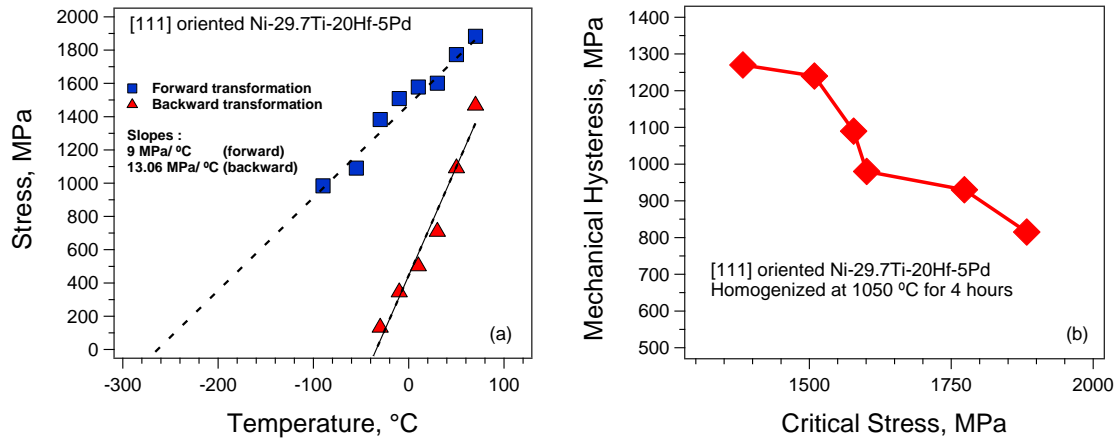 [111] oriented Ni-29.7Ti-20Hf-5Pd
Forward transformation
Backward transformation
Slopes :
9 MPa/ ºC (forward)
13.06 MPa/ ºC (backward)
2000
1800
1600
1400
1200
1000
800
600
400
200
0
Stress, MPa
-300
-200
-100
0
100
Temperature, °C
(a)
1400
1300
1200
1100
1000
900
800
700
600
500
Mechanical Hysteresis, MPa
[111] oriented Ni-29.7Ti-20Hf-5Pd
Homogenized at 1050 ºC for 4 hours
(b)
1500
1750
2000
Critical Stress, MPa